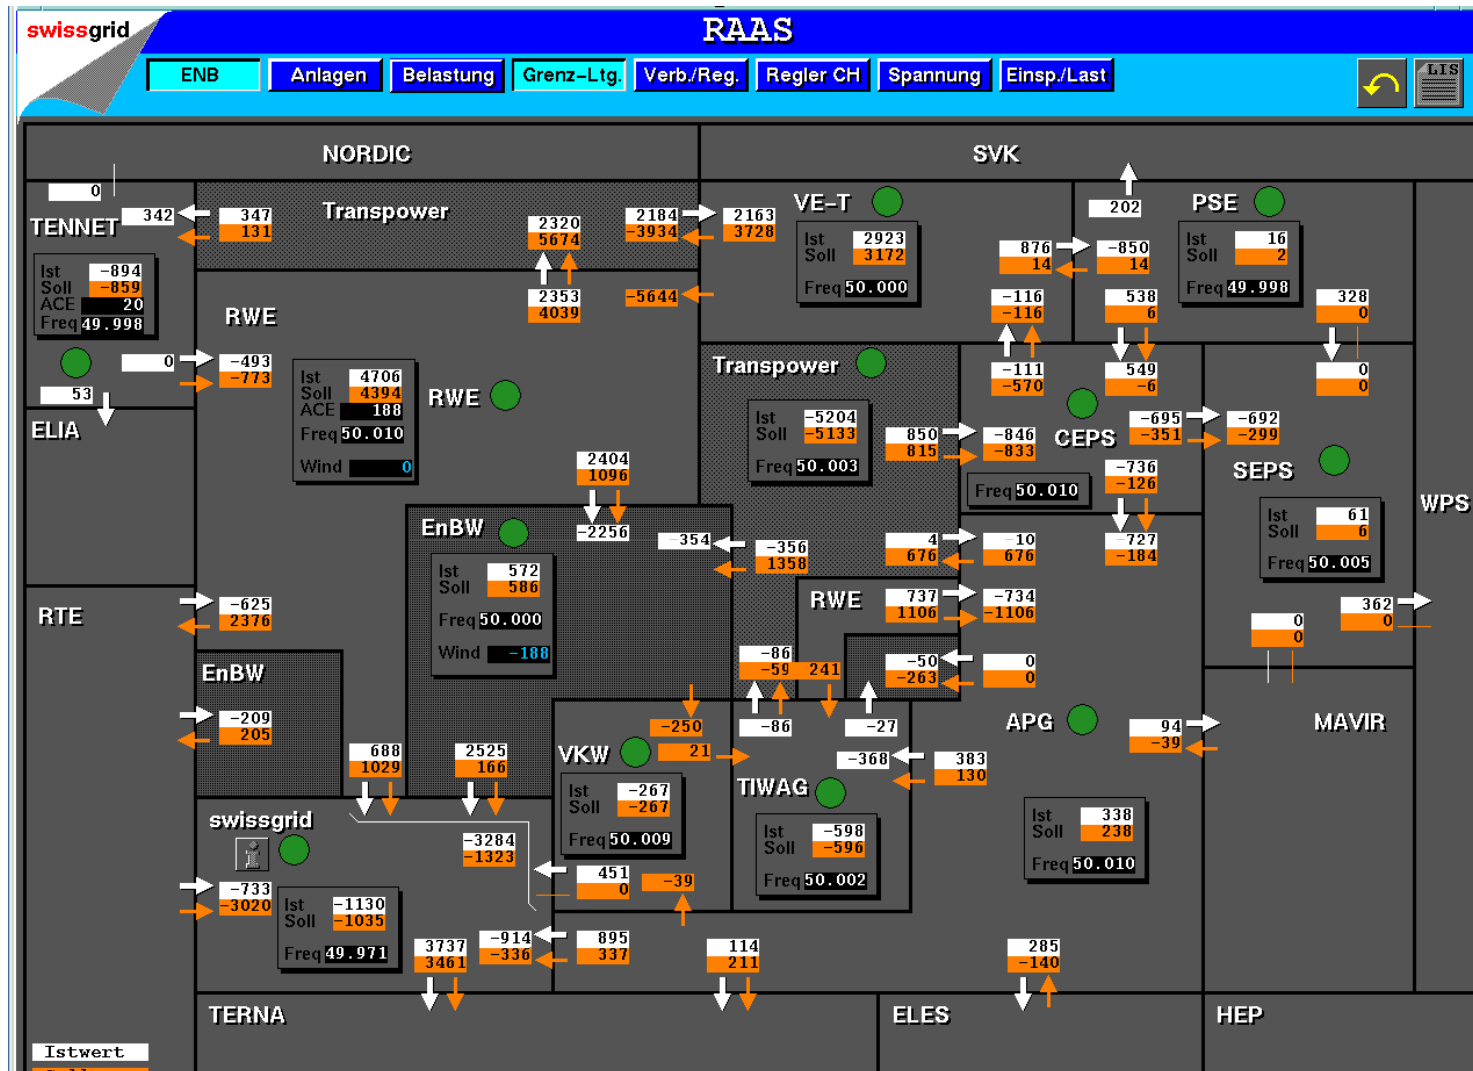 swissgrid
RAAS
ENB Anlagen Belastung Grenz-Ltg. Verb./Reg. Regler CH Spannung Einsp./Last
LIS
NORDIC SVK
0
TENNET 342 347
131
Transpower
2320
5674
2184
-3934
2163
3728
VE-T
Ist 2923
Soll 3172
Freq 50.000
202
PSE
Ist 16
Soll 2
Freq 49.998
876
14
-850
14
Ist -894
Soll -859
ACE 20
Freq 49.998
RWE
2353
4039
-5644
-116
-116
538
6
328
0
0 -493
-773
53
ELIA
Ist 4706
Soll 4394
ACE 188
Freq 50.010
Wind 0
RWE
Transpower
Ist -5204
Soll -5133
Freq 50.003
-111
-570
549
-6
0
0
CEPS
850
815
-846
-833
-695
-351
-692
-299
Freq 50.010
-736
-126
SEPS
Ist 61
Soll 6
Freq 50.005
WPS
2404
1096
-2256
EnBW
Ist 572
Soll 586
Freq 50.000
Wind -188
-354 -356
1358
4
676
-10
676
-727
-184
RTE
-625
2376
RWE
737
1106
-734
-1106
362
0
0
0
EnBW
-209
205
-86
-59 241
-50
-263
0
0
688
1029
2525
166
-250
21
-86 -27
VKW
Ist -267
Soll -267
Freq 50.009
TIWAG
-368 383
130
Ist -598
Soll -596
Freq 50.002
APG
94
-39
MAVIR
Ist 338
Soll 238
Freq 50.010
swissgrid
i
-3284
-1323
451
0
-39
-733
-3020
Ist -1130
Soll -1035
Freq 49.971
3737
3461
-914
-336
895
337
114
211
285
-140
TERNA ELES HEP
Istwert